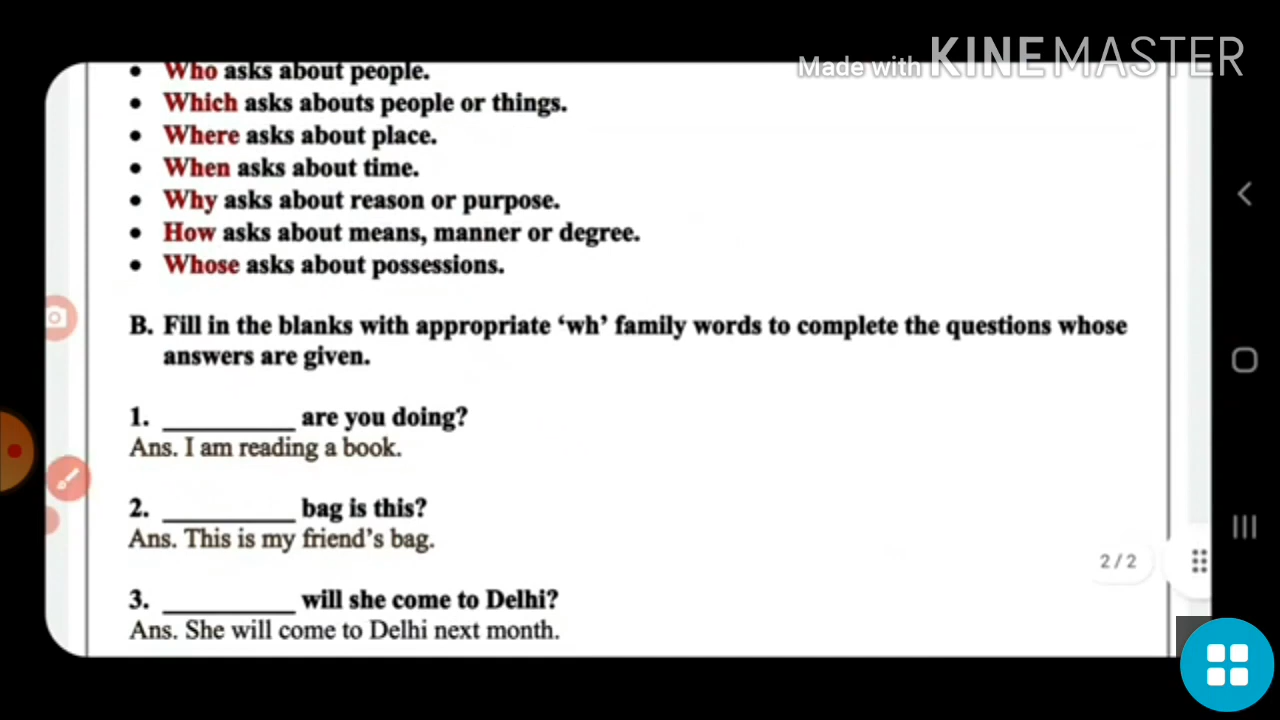 Made with KINEMASTER
• Who asks about people.
• Which asks abouts people or things.
• Where asks about place.
• When asks about time.
• Why asks about reason or purpose.
• How asks about means, manner or degree.
• Whose asks about possessions.
B. Fill in the blanks with appropriate ‘wh’ family words to complete the questions whose
answers are given.
1. __________ are you doing?
Ans. I am reading a book.
2. __________ bag is this?
Ans. This is my friend’s bag.
2/2
3. __________ will she come to Delhi?
Ans. She will come to Delhi next month.